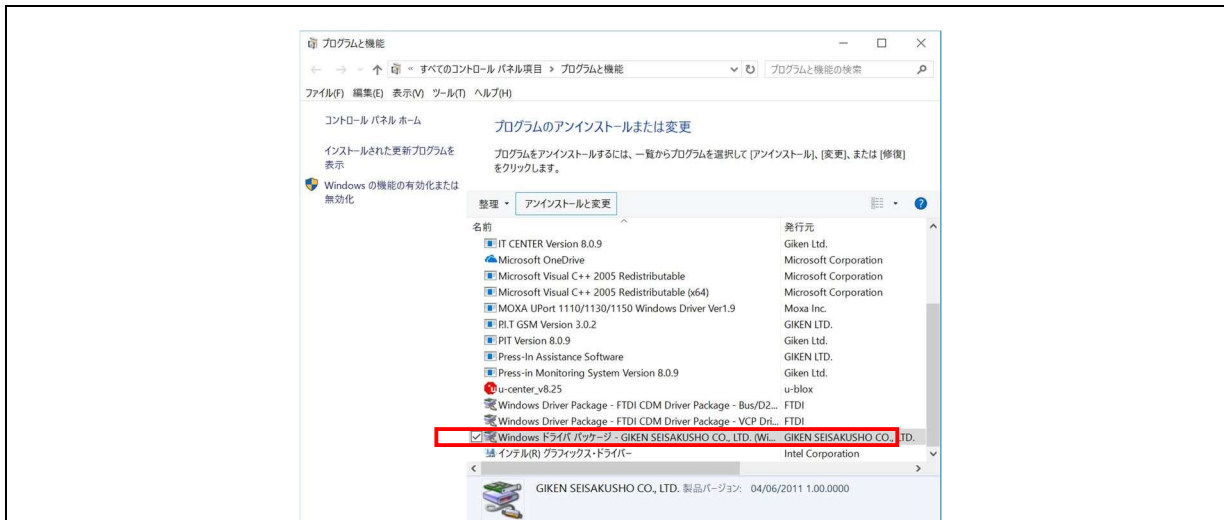 プログラムと機能
« すべてのコントロール パネル項目 > プログラムと機能
プログラムと機能の検索
ファイル(F) 編集(E) 表示(V) ツール(T) ヘルプ(H)
コントロール パネル ホーム
インストールされた更新プログラムを
表示
Windows の機能の有効化または
無効化
プログラムのアンインストールまたは変更
プログラムをアンインストールするには、一覧からプログラムを選択して [アンインストール]、[変更]、または [修復]
をクリックします。
整理 アンインストールと変更
名前 発行元
IT CENTER Version 8.0.9 Giken Ltd.
Microsoft OneDrive Microsoft Corporation
Microsoft Visual C++ 2005 Redistributable Microsoft Corporation
Microsoft Visual C++ 2005 Redistributable (x64) Microsoft Corporation
MOXA UPort 1110/1130/1150 Windows Driver Ver1.9 Moxa Inc.
P.I.T GSM Version 3.0.2 GIKEN LTD.
PIT Version 8.0.9 Giken Ltd.
Press-In Assistance Software GIKEN LTD.
Press-in Monitoring System Version 8.0.9 Giken Ltd.
u-center_v8.25 u-blox
Windows Driver Package - FTDI CDM Driver Package - Bus/D2... FTDI
Windows Driver Package - FTDI CDM Driver Package - VCP Dri... FTDI
Windows ドライバ パッケージ - GIKEN SEISAKUSHO CO., LTD. (Wi... GIKEN SEISAKUSHO CO., LTD.
インテル(R) グラフィックス・ドライバー Intel Corporation
GIKEN SEISAKUSHO CO., LTD. 製品バージョン: 04/06/2011 1.00.0000